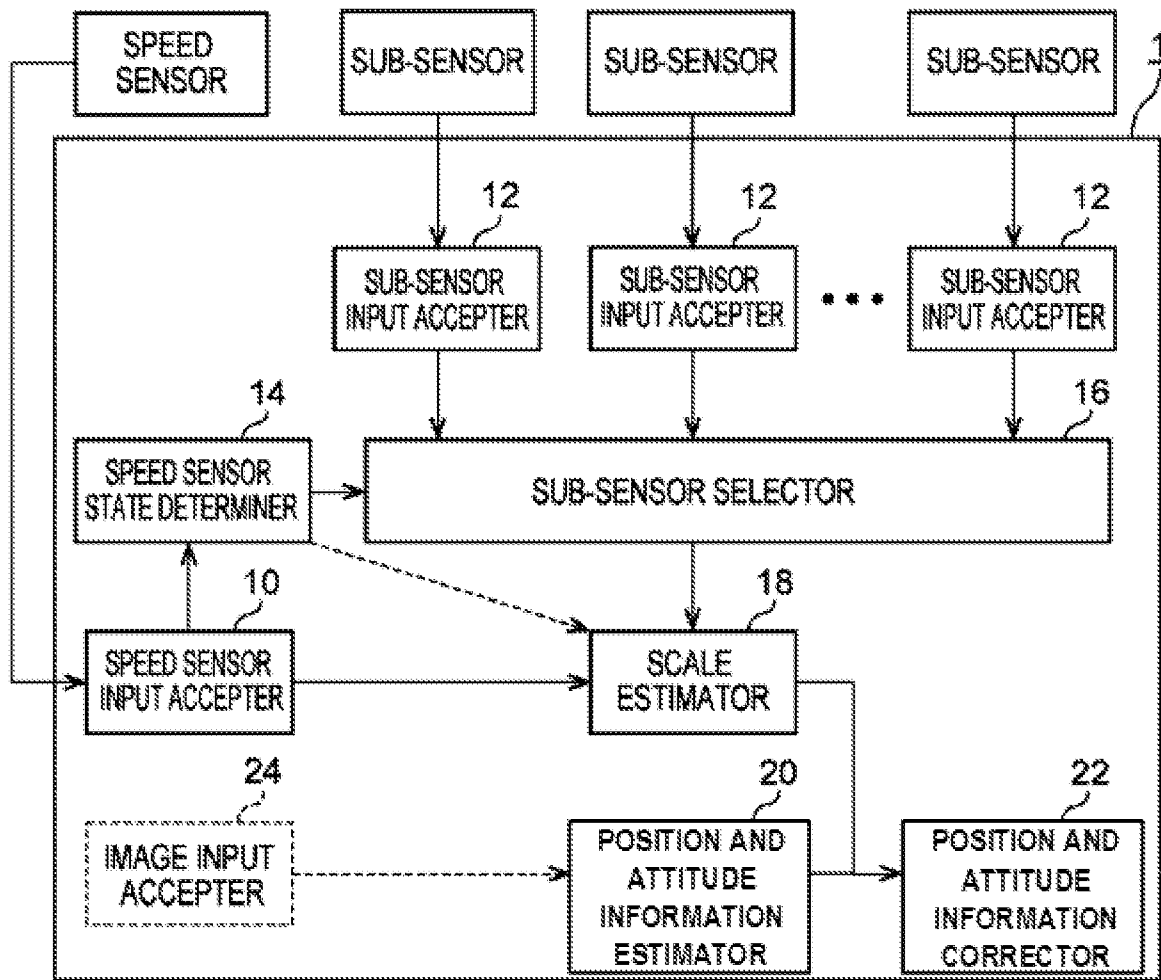 SPEED
SENSOR
SUB-SENSOR
SUB-SENSOR
SUB-SENSOR
1
12
12
12
SUB-SENSOR
INPUT ACCEPTER
SUB-SENSOR
INPUT ACCEPTER
SUB-SENSOR
INPUT ACCEPTER
14
16
SPEED SENSOR
STATE DETERMINER
SUB-SENSOR SELECTOR
10
18
SPEED SENSOR
INPUT ACCEPTER
SCALE
ESTIMATOR
24
20
22
IMAGE INPUT
ACCEPTER
POSITION AND
ATTITUDE
INFORMATION
ESTIMATOR
POSITION AND
ATTITUDE
INFORMATION
CORRECTOR